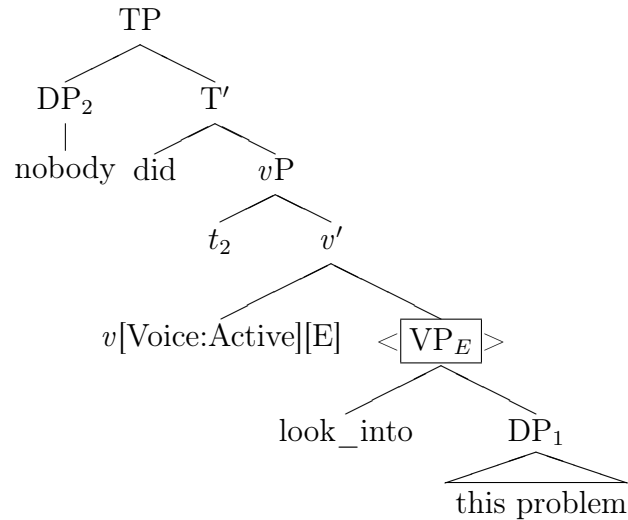 TP
DP₂ T′
nobody did vP
t₂ v′
v[Voice:Active][E] <VP_E>
look_into DP₁
this problem